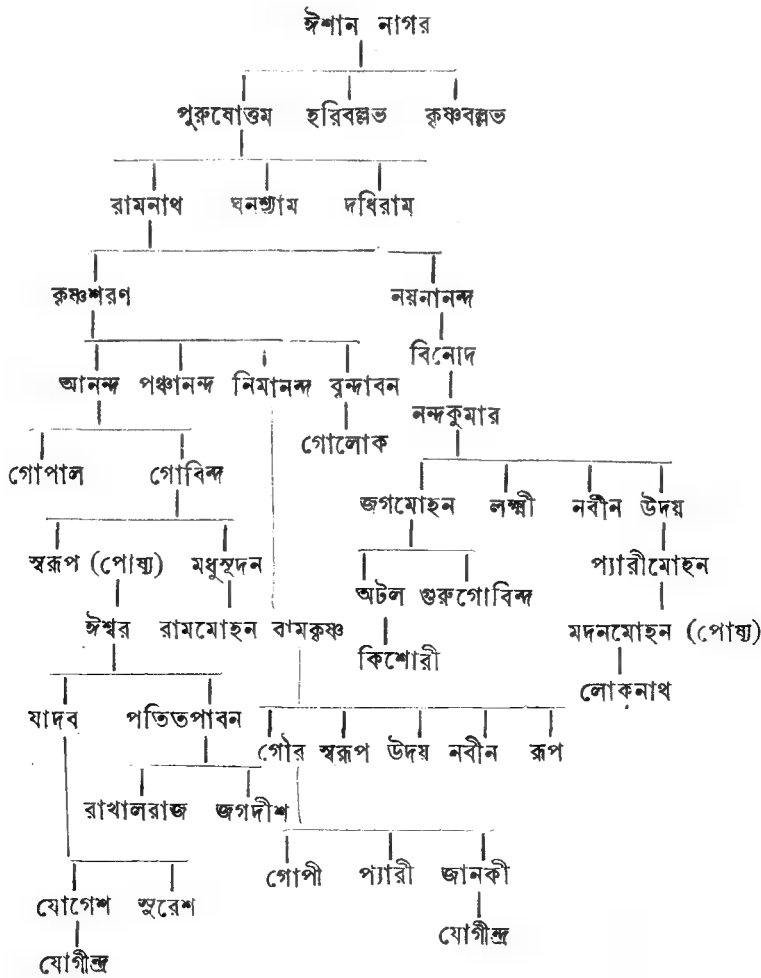 ঈশান নাগর
পুরুষোত্তম হরিবল্লভ কৃষ্ণবল্লভ
রামনাথ ঘনশ্যাম দধিরাম
কৃষ্ণশরণ নয়নানন্দ
বিনোদ
আনন্দ পঞ্চানন্দ নিমানন্দ বৃন্দাবন
নন্দকুমার
গোলোক
গোপাল গোবিন্দ
জগমোহন লক্ষ্মী নবীন উদয়
স্বরূপ (পোষ্য) মধুসূদন
প্যারীমোহন
অটল গুরুগোবিন্দ
ঈশ্বর রামমোহন রামকৃষ্ণ
মদনমোহন (পোষ্য)
কিশোরী
লোকনাথ
যাদব পতিতপাবন
গৌর স্বরূপ উদয় নবীন রূপ
রাখালরাজ জগদীশ
গোপী প্যারী জানকী
যোগেশ সুরেশ
যোগীন্দ্র
যোগীন্দ্র